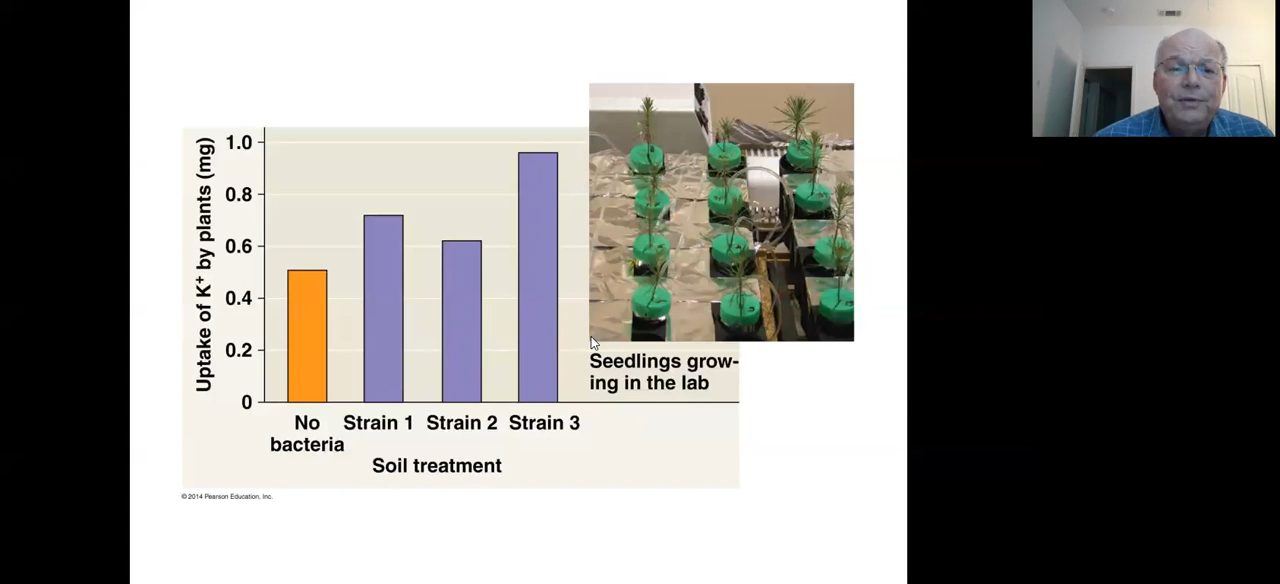 Uptake of K⁺ by plants (mg)
1.0
0.8
0.6
0.4
0.2
0
No
bacteria
Strain 1
Strain 2
Strain 3
Soil treatment
Seedlings grow-
ing in the lab
© 2014 Pearson Education, Inc.